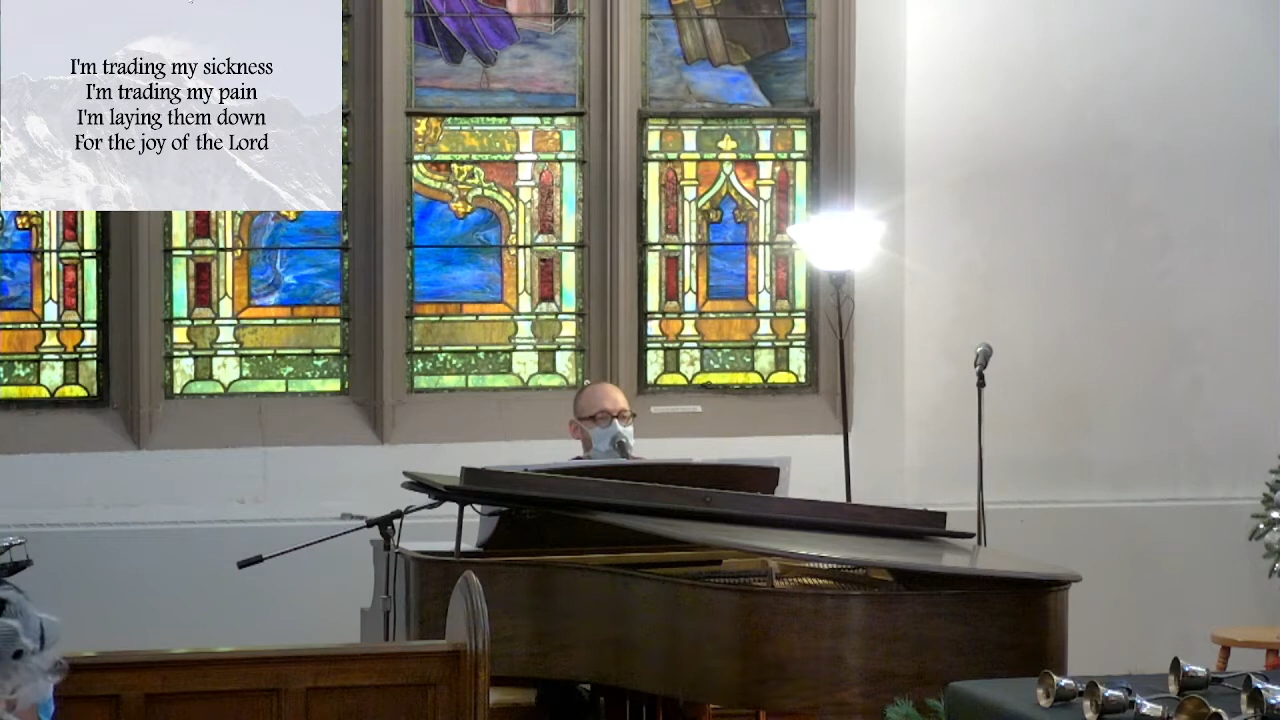 I'm trading my sickness
I'm trading my pain
I'm laying them down
For the joy of the Lord